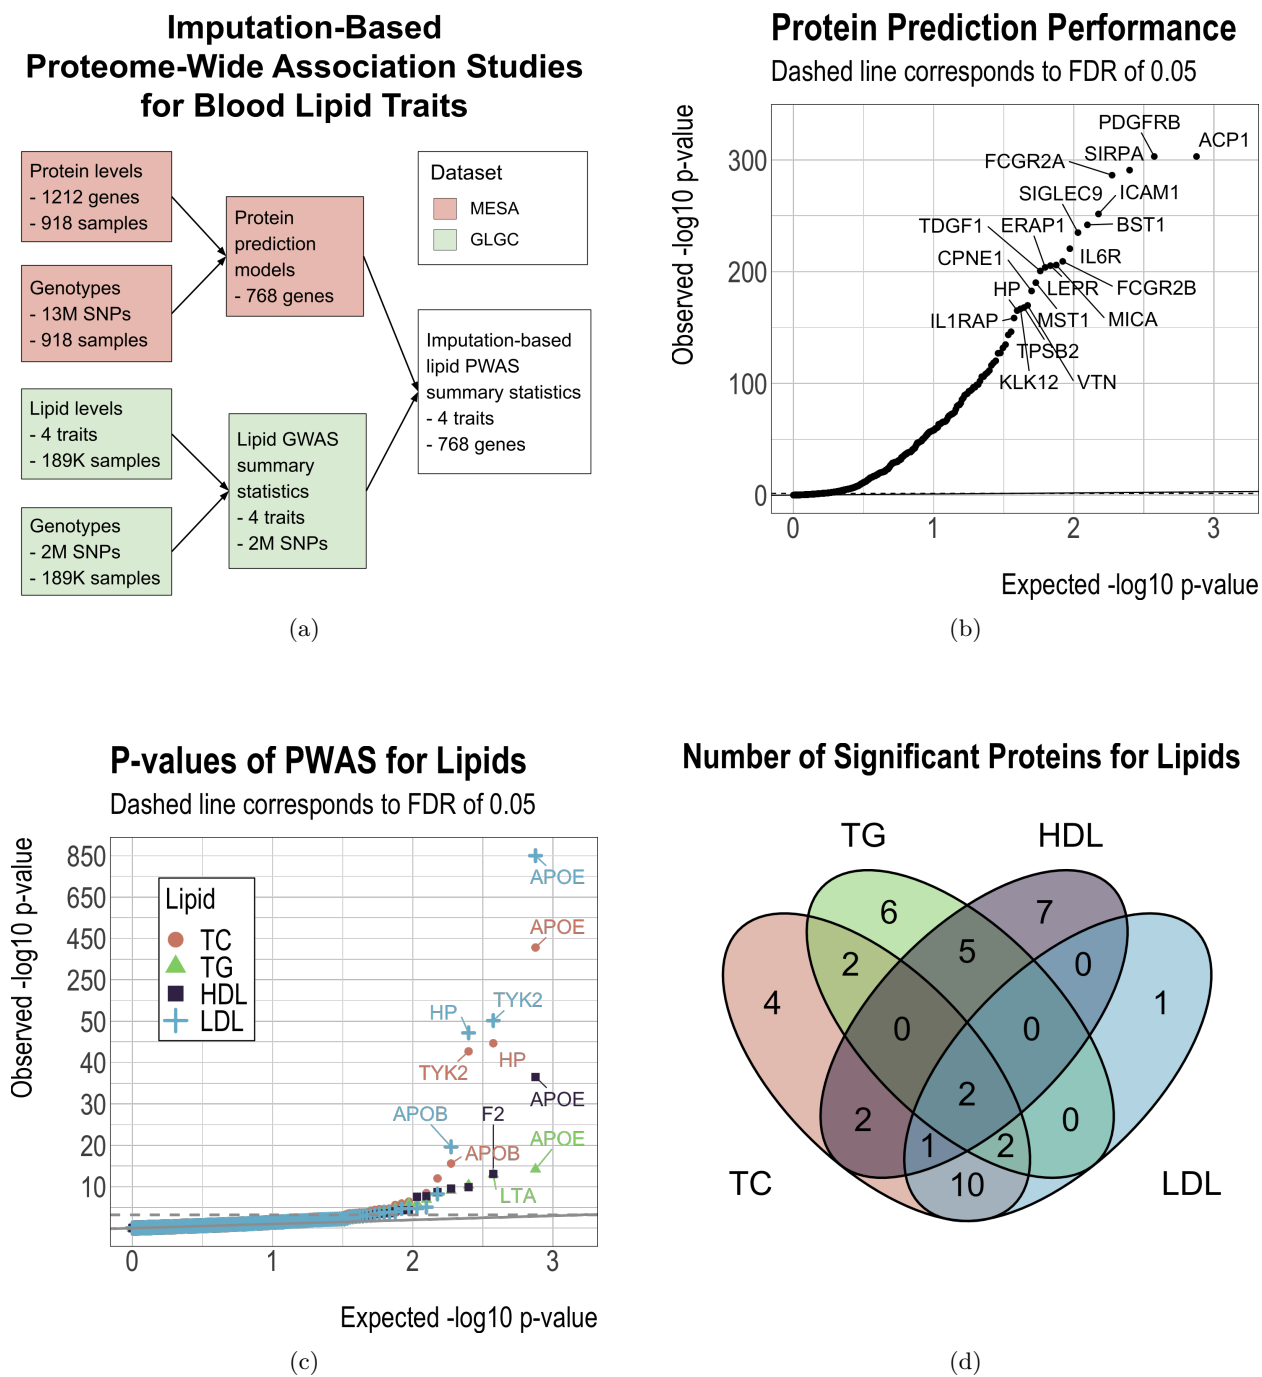 Imputation-Based
Proteome-Wide Association Studies
for Blood Lipid Traits
Protein levels
- 1212 genes
- 918 samples
Genotypes
- 13M SNPs
- 918 samples
Lipid levels
- 4 traits
- 189K samples
Genotypes
- 2M SNPs
- 189K samples
Protein
prediction
models
- 768 genes
Lipid GWAS
summary
statistics
- 4 traits
- 2M SNPs
Dataset
MESA
GLGC
Imputation-based
lipid PWAS
summary statistics
- 4 traits
- 768 genes
(a)
Protein Prediction Performance
Dashed line corresponds to FDR of 0.05
Observed -log10 p-value
300
200
100
0
PDGFRB
ACP1
FCGR2A
SIRPA
SIGLEC9
ICAM1
TDGF1
ERAP1
BST1
CPNE1
IL6R
HP
LEPR
FCGR2B
IL1RAP
MST1
MICA
TPSB2
KLK12
VTN
0
1
2
3
Expected -log10 p-value
(b)
P-values of PWAS for Lipids
Dashed line corresponds to FDR of 0.05
Observed -log10 p-value
850
650
450
250
50
40
30
20
10
Lipid
TC
TG
HDL
LDL
APOE
APOE
HP
TYK2
TYK2
HP
APOE
APOB
F2
APOB
APOE
LTA
0
1
2
3
Expected -log10 p-value
(c)
Number of Significant Proteins for Lipids
TG
HDL
6
7
2
5
0
4
1
0
0
2
2
0
1
2
10
TC
LDL
(d)